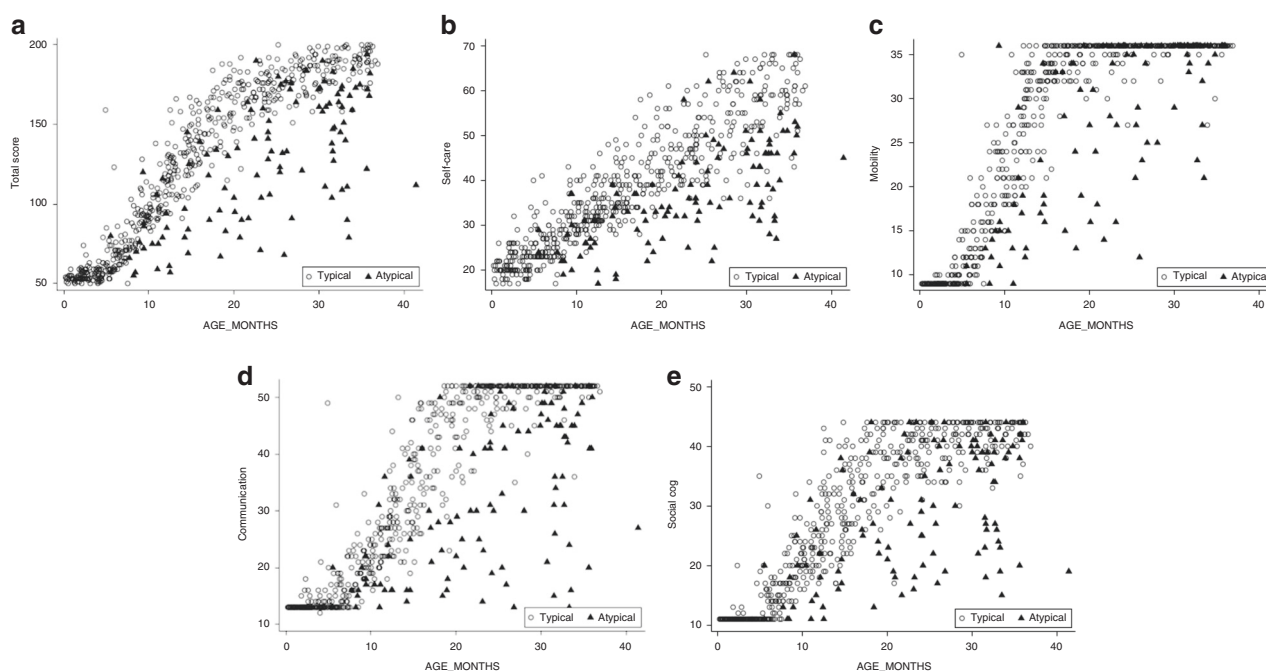 a
b
c
200
150
100
50
Total score
0 10 20 30 40
AGE_MONTHS
Typical Atypical
70
60
50
40
30
20
Self-care
0 10 20 30 40
AGE_MONTHS
Typical Atypical
35
30
25
20
15
10
Mobility
0 10 20 30 40
AGE_MONTHS
Typical Atypical
d
e
50
40
30
20
10
Communication
0 10 20 30 40
AGE_MONTHS
Typical Atypical
50
40
30
20
10
Social cog
0 10 20 30 40
AGE_MONTHS
Typical Atypical